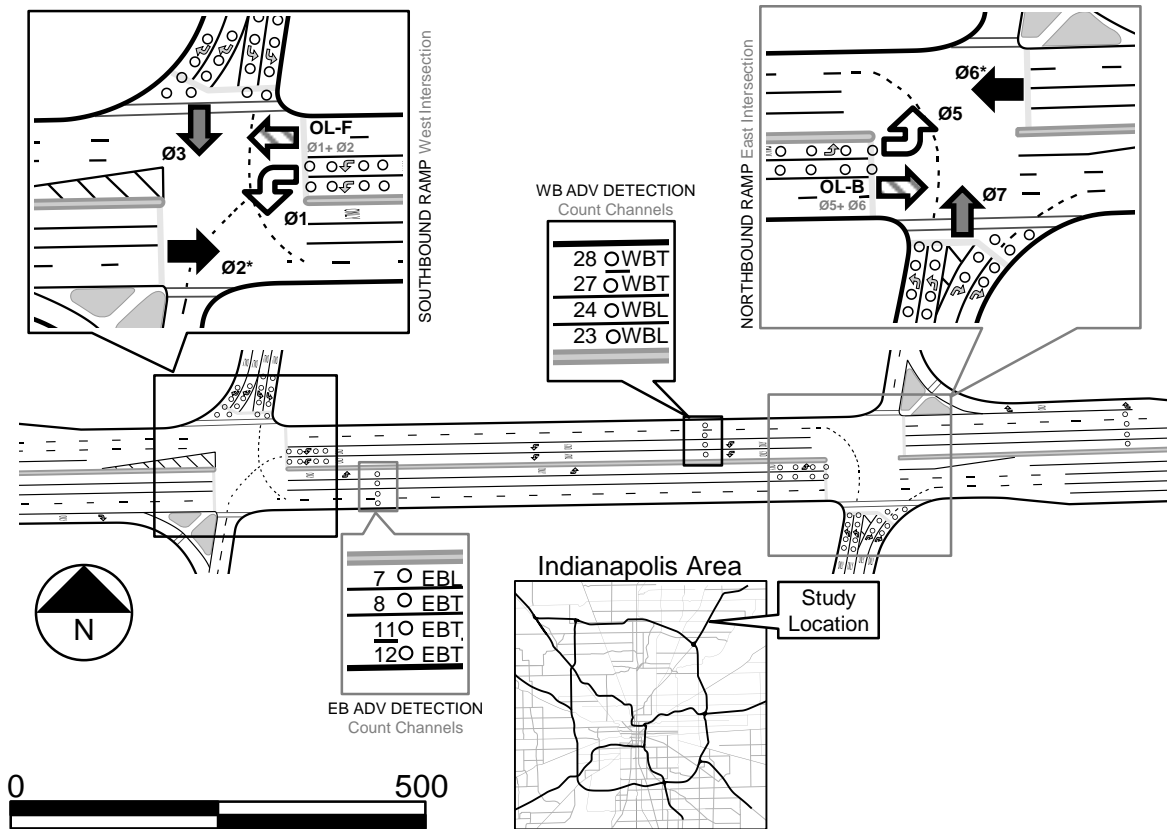 OL-F
Ø1+ Ø2
Ø3
Ø1
Ø2*
SOUTHBOUND RAMP West Intersection
WB ADV DETECTION
Count Channels
28 WBT
27 WBT
24 WBL
23 WBL
NORTHBOUND RAMP East Intersection
Ø6*
Ø5
OL-B
Ø5+ Ø6
Ø7
7 EBL
8 EBT
11 EBT
12 EBT
EB ADV DETECTION
Count Channels
N
Indianapolis Area
Study
Location
0 500